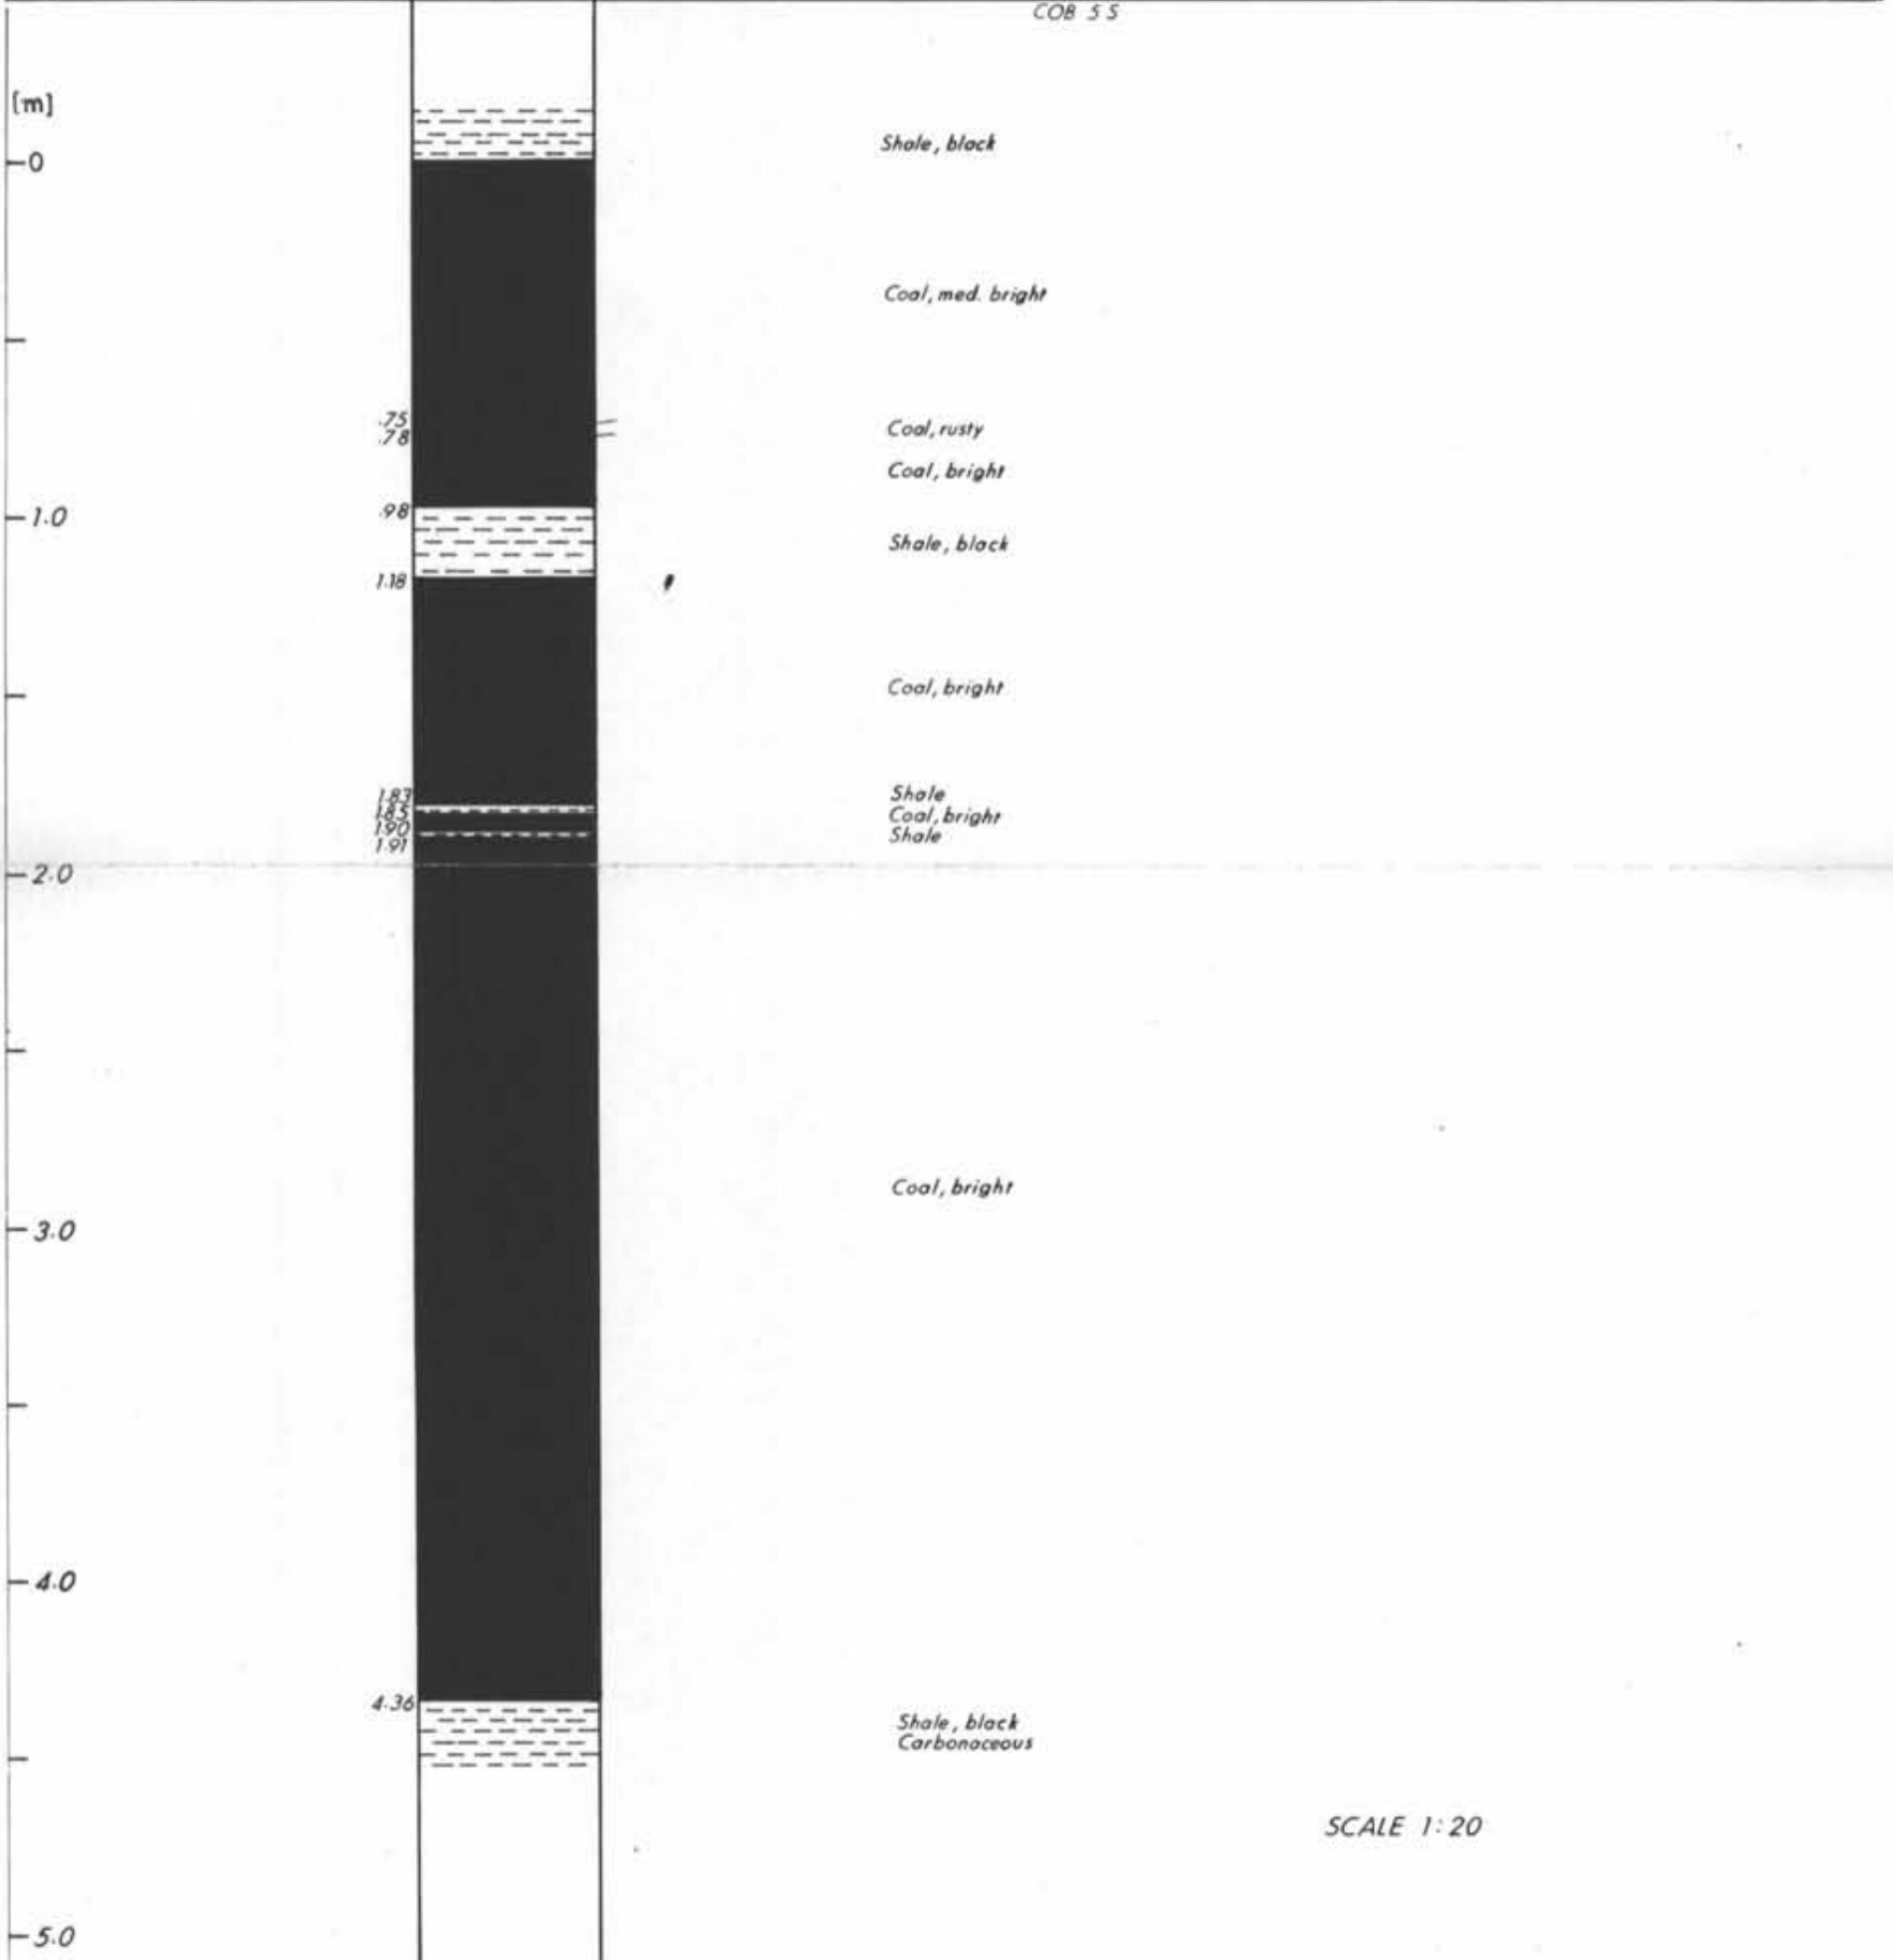 COB 55
[m]
Shale, black
0
Coal, med. bright
.75
.78
Coal, rusty
Coal, bright
.98
1.0
Shale, black
1.18
Coal, bright
1.83
Shale
1.85
Coal, bright
1.90
Shale
1.91
2.0
Coal, bright
3.0
4.0
4.36
Shale, black
Carbonaceous
SCALE 1:20
5.0